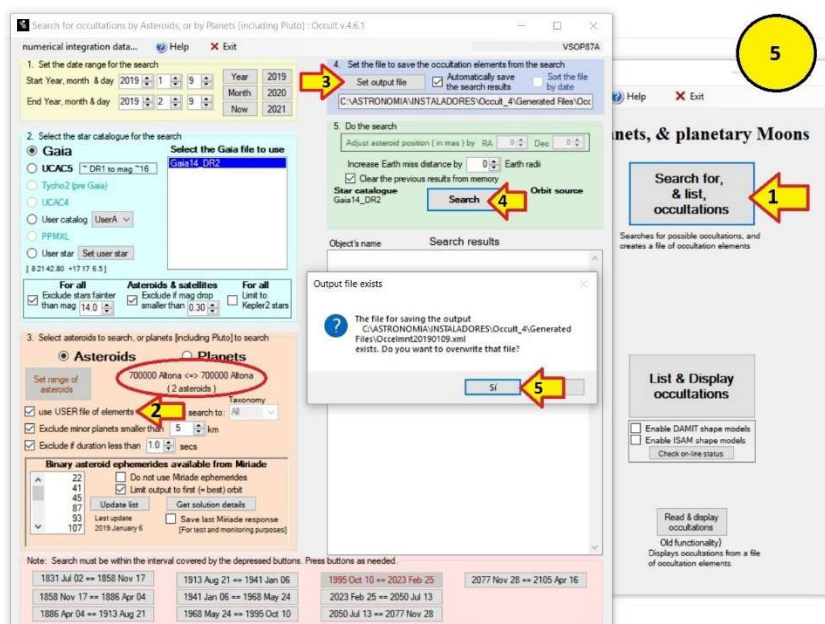 Search for occultations by Asteroids, or by Planets [including Pluto] : Occult v.4.6.1
numerical integration data... Help Exit VSOP87A
1. Set the date range for the search
Start Year, month & day 2019 1 9 Year 2019
Month 2020
End Year, month & day 2019 2 9 Now 2021
2. Select the star catalogue for the search
Gaia
Select the Gaia file to use
Gaia14_DR2
UCAC5 ~ DR1 to mag ~16
Tycho2 (pre Gaia)
UCAC4
User catalog UserA
PPMXL
User star Set user star
[ 8 21 42.80 +17 17 6.5 ]
For all
Exclude stars fainter
than mag 14.0
Asteroids & satellites
Exclude if mag drop
smaller than 0.30
For all
Limit to
Kepler2 stars
3. Select asteroids to search, or planets [including Pluto] to search
Asteroids Planets
Set range of
asteroids
700000 Altona <=> 700000 Altona
( 2 asteroids )
Taxonomy
use USER file of elements 2 search to: All
Exclude minor planets smaller than 5 km
Exclude if duration less than 1.0 secs
Binary asteroid ephemerides available from Miriade
22
41
45
87
93
107
Do not use Miriade ephemerides
Limit output to first (= best) orbit
Update list Get solution details
Last update
2019 January 6
Save last Miriade response
[For test and monitoring purposes]
4. Set the file to save the occultation elements from the search
3 Set output file
Automatically save
the search results
Sort the file
by date
C:\ASTRONOMIA\INSTALADORES\Occult_4\Generated Files\Occ
5. Do the search
Adjust asteroid position ( in mas ) by RA 0 Dec 0
Increase Earth miss distance by 0 Earth radii
Clear the previous results from memory
Star catalogue
Gaia14_DR2
Search
4
Orbit source
Object's name Search results
Output file exists
The file for saving the output
C:\ASTRONOMIA\INSTALADORES\Occult_4\Generated
Files\Occelmnt20190109.xml
exists. Do you want to overwrite that file?
Sí
5
Note: Search must be within the interval covered by the depressed buttons. Press buttons as needed.
1831 Jul 02 == 1858 Nov 17
1913 Aug 21 == 1941 Jan 06
1995 Oct 10 == 2023 Feb 25
2077 Nov 28 == 2105 Apr 16
1858 Nov 17 == 1886 Apr 04
1941 Jan 06 == 1968 May 24
2023 Feb 25 == 2050 Jul 13
1886 Apr 04 == 1913 Aug 21
1968 May 24 == 1995 Oct 10
2050 Jul 13 == 2077 Nov 28
5
Help Exit
nets, & planetary Moons
Search for,
& list,
occultations
1
Searches for possible occultations, and
creates a file of occultation elements
List & Display
occultations
Enable DAMIT shape models
Enable ISAM shape models
Check on-line status
Read & display
occultations
Old functionality)
Displays occultations from a file
of occultation elements